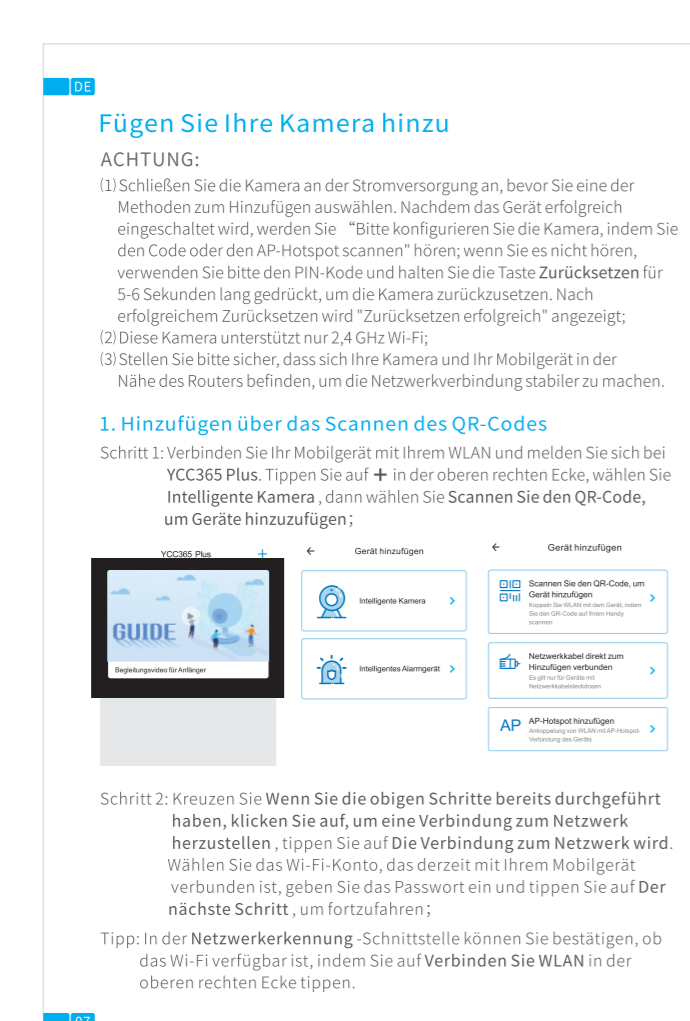 DE
Fügen Sie Ihre Kamera hinzu
ACHTUNG:
(1) Schließen Sie die Kamera an der Stromversorgung an, bevor Sie eine der
Methoden zum Hinzufügen auswählen. Nachdem das Gerät erfolgreich
eingeschaltet wird, werden Sie “Bitte konfigurieren Sie die Kamera, indem Sie
den Code oder den AP-Hotspot scannen" hören; wenn Sie es nicht hören,
verwenden Sie bitte den PIN-Kode und halten Sie die Taste Zurücksetzen für
5-6 Sekunden lang gedrückt, um die Kamera zurückzusetzen. Nach
erfolgreichem Zurücksetzen wird "Zurücksetzen erfolgreich" angezeigt;
(2) Diese Kamera unterstützt nur 2,4 GHz Wi-Fi;
(3) Stellen Sie bitte sicher, dass sich Ihre Kamera und Ihr Mobilgerät in der
Nähe des Routers befinden, um die Netzwerkverbindung stabiler zu machen.
1. Hinzufügen über das Scannen des QR-Codes
Schritt 1: Verbinden Sie Ihr Mobilgerät mit Ihrem WLAN und melden Sie sich bei
YCC365 Plus. Tippen Sie auf + in der oberen rechten Ecke, wählen Sie
Intelligente Kamera , dann wählen Sie Scannen Sie den QR-Code,
um Geräte hinzuzufügen;
YCC365 Plus +
GUIDE
Begleitungsvideo für Anfänger
← Gerät hinzufügen
Intelligente Kamera >
Intelligentes Alarmgerät >
← Gerät hinzufügen
Scannen Sie den QR-Code, um
Gerät hinzufügen
Koppeln Sie WLAN mit dem Gerät, indem
Sie den QR-Code auf Ihrem Handy
scannen
Netzwerkkabel direkt zum
Hinzufügen verbunden
Es gilt nur für Geräte mit
Netzwerkkabelsteckdosen
AP AP-Hotspot hinzufügen
Ankoppelung von WLAN mit AP-Hotspot-
Verbindung des Geräts
Schritt 2: Kreuzen Sie Wenn Sie die obigen Schritte bereits durchgeführt
haben, klicken Sie auf, um eine Verbindung zum Netzwerk
herzustellen , tippen Sie auf Die Verbindung zum Netzwerk wird.
Wählen Sie das Wi-Fi-Konto, das derzeit mit Ihrem Mobilgerät
verbunden ist, geben Sie das Passwort ein und tippen Sie auf Der
nächste Schritt , um fortzufahren;
Tipp: In der Netzwerkerkennung -Schnittstelle können Sie bestätigen, ob
das Wi-Fi verfügbar ist, indem Sie auf Verbinden Sie WLAN in der
oberen rechten Ecke tippen.
07